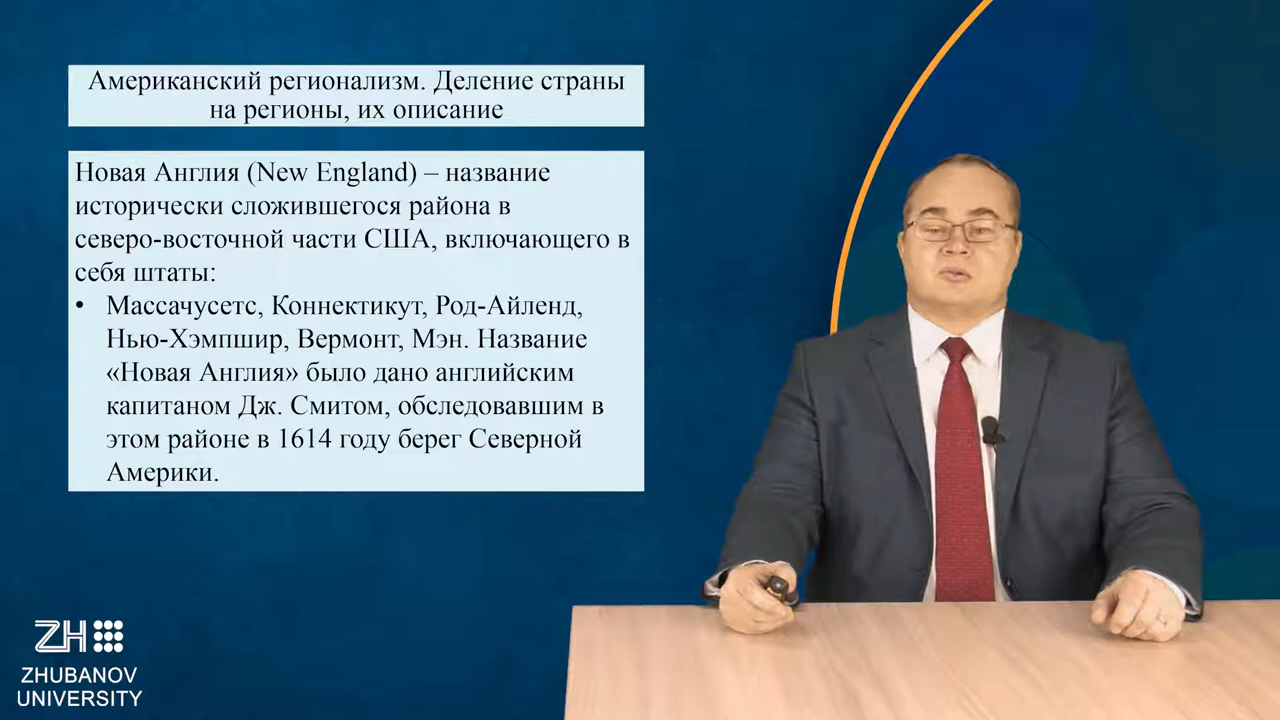 Американский регионализм. Деление страны
на регионы, их описание
Новая Англия (New England) – название
исторически сложившегося района в
северо-восточной части США, включающего в
себя штаты:
• Массачусетс, Коннектикут, Род-Айленд,
Нью-Хэмпшир, Вермонт, Мэн. Название
«Новая Англия» было дано английским
капитаном Дж. Смитом, обследовавшим в
этом районе в 1614 году берег Северной
Америки.
ZH
ZHUBANOV
UNIVERSITY